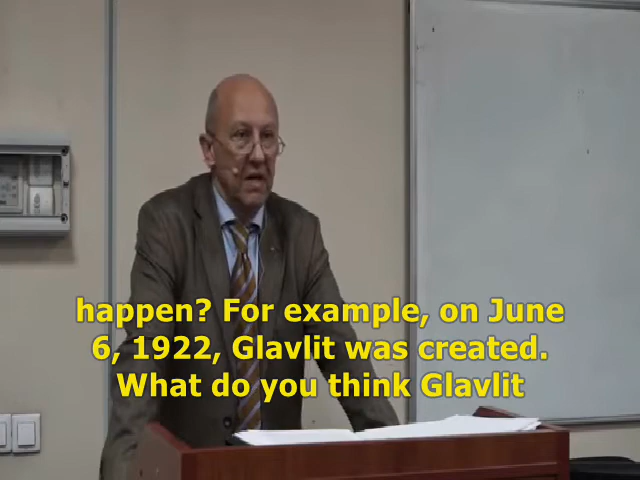 happen? For example, on June
6, 1922, Glavlit was created.
What do you think Glavlit